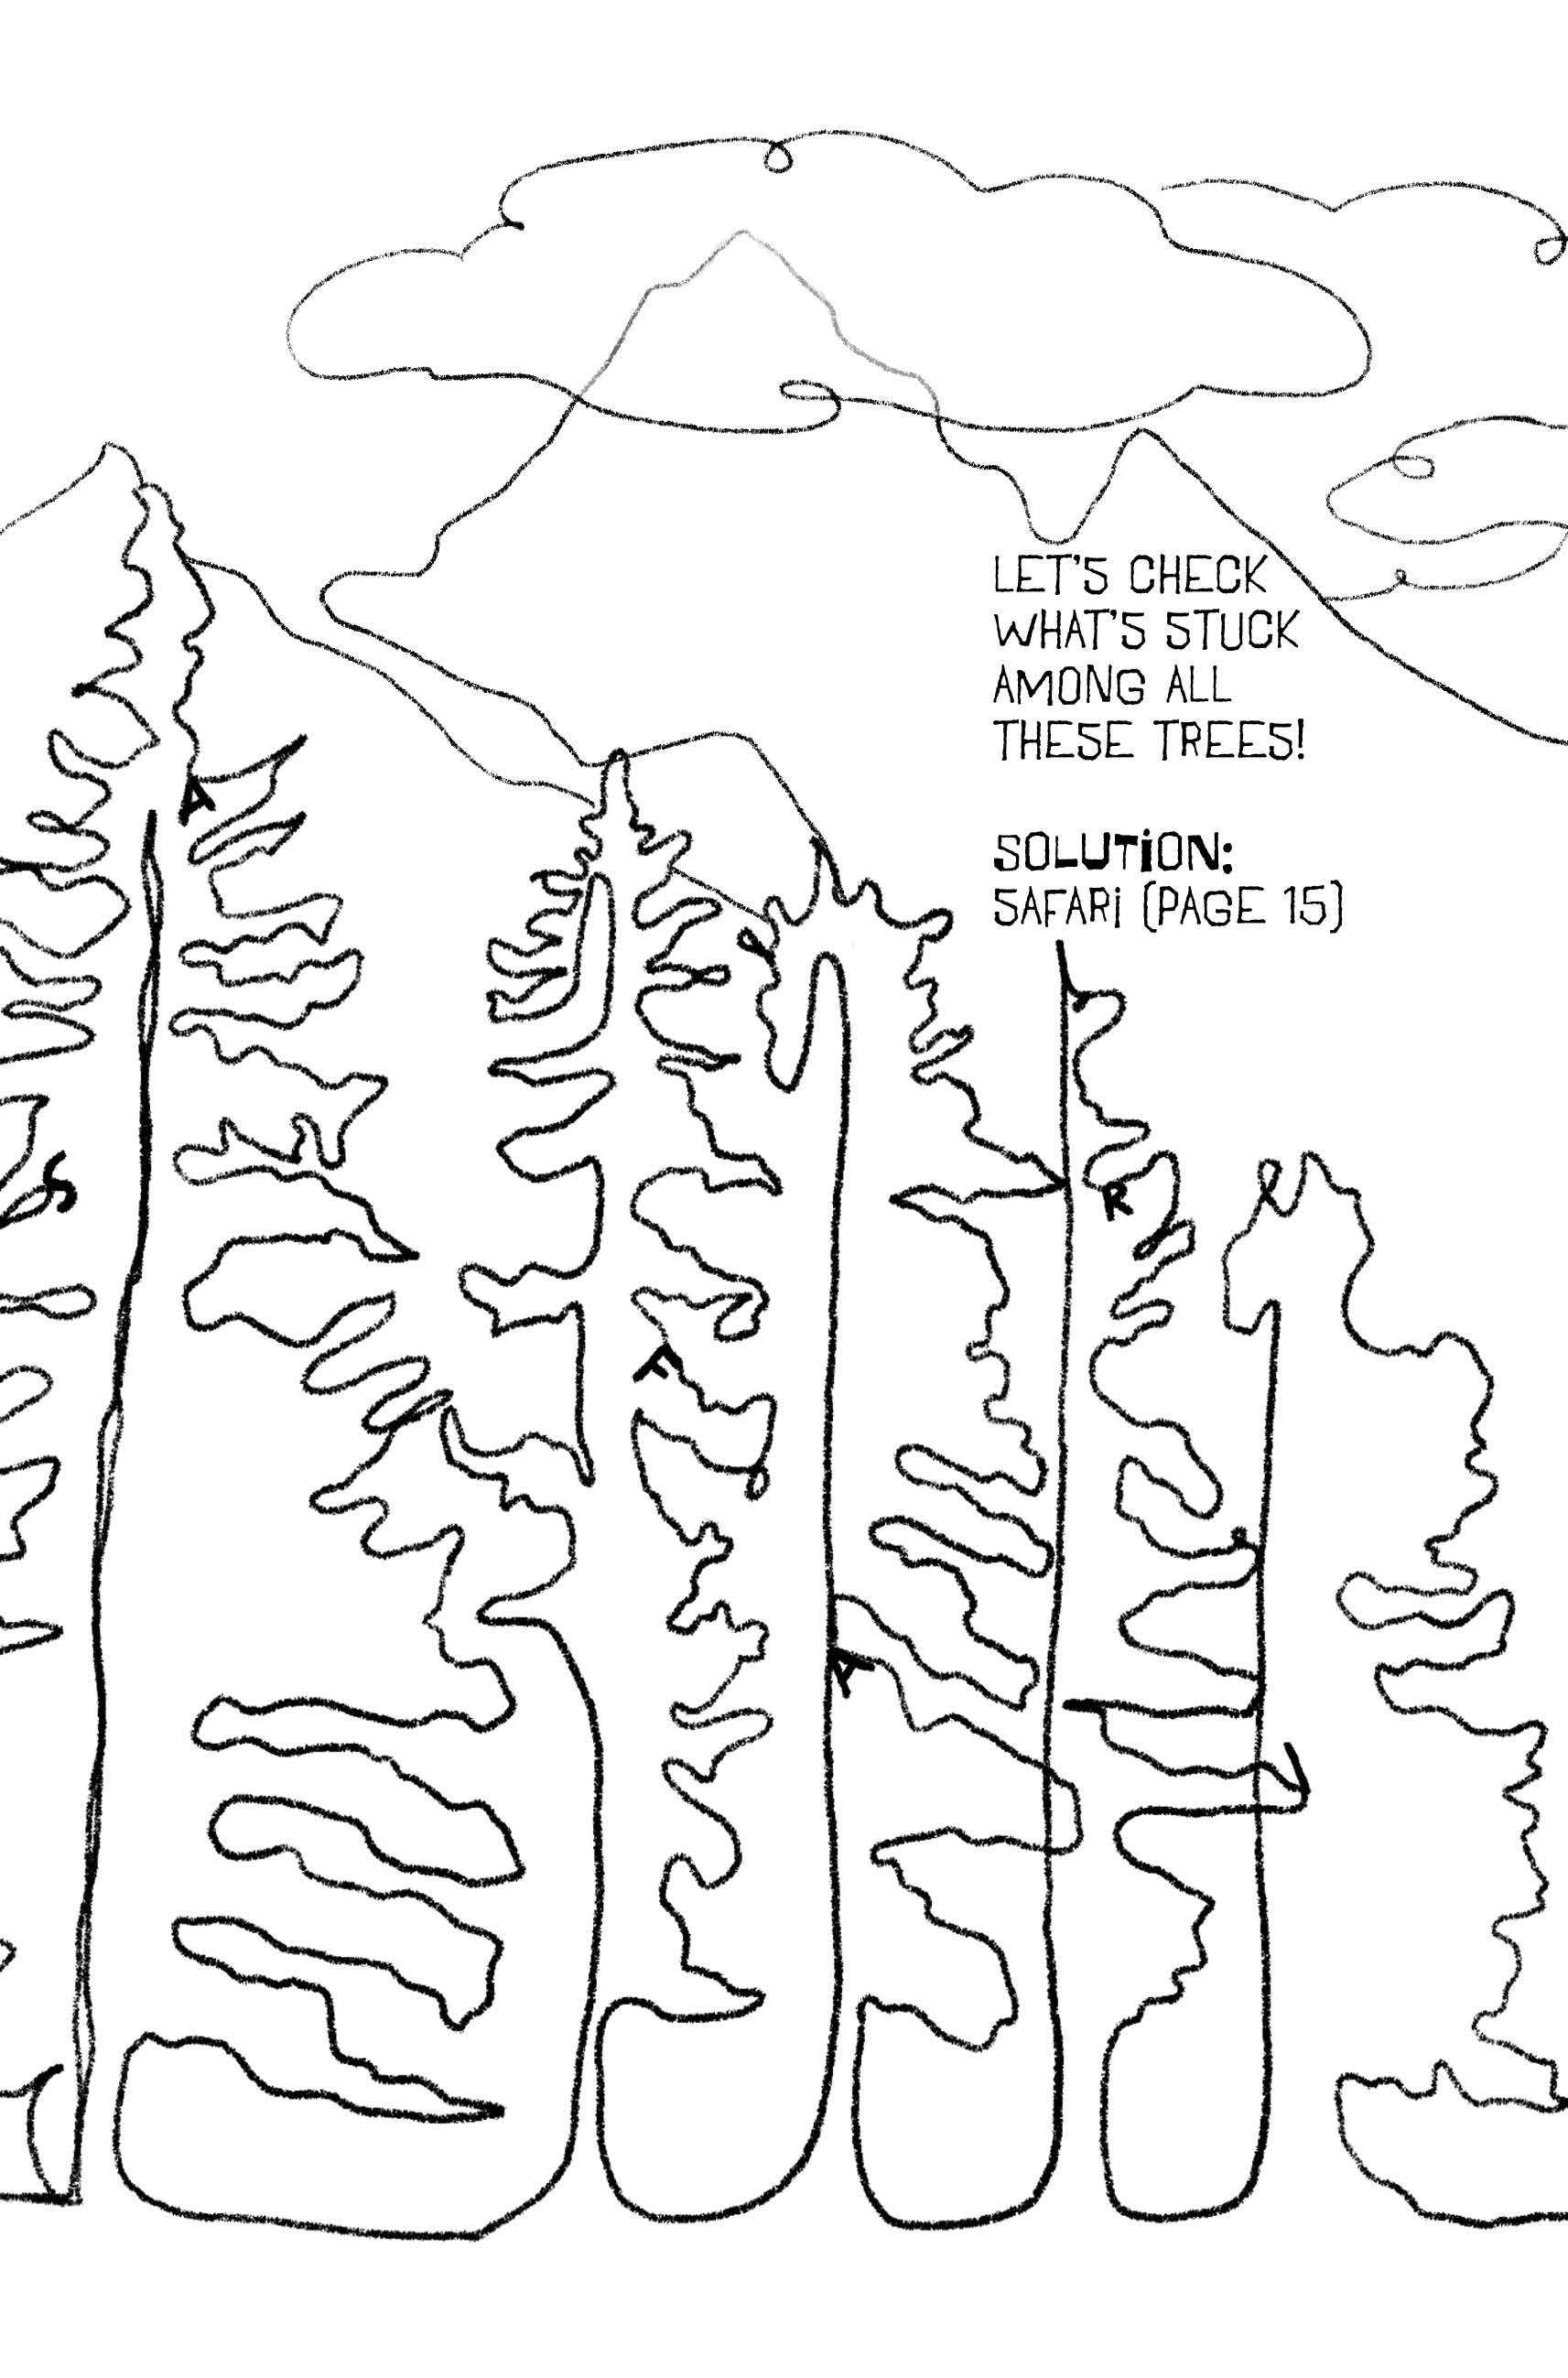 LET'S CHECK
WHAT'S STUCK
AMONG ALL
THESE TREES!
SOLUTION:
SAFARi (PAGE 15)
A
S
R
F
A